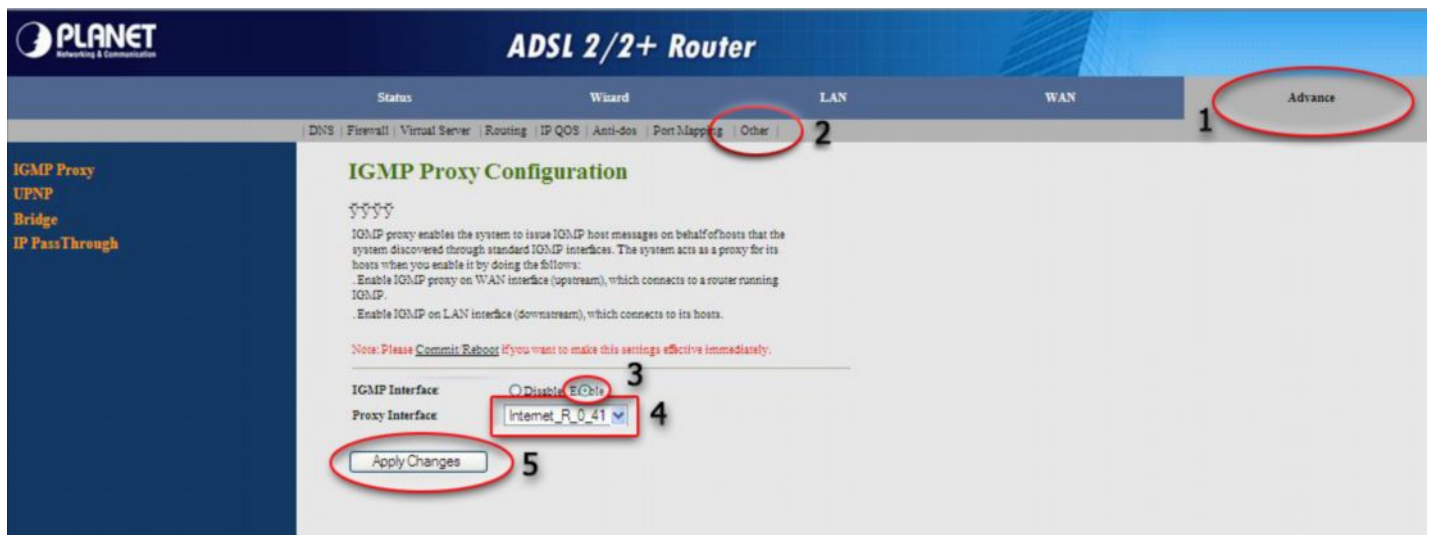 PLANET
Networking & Communication
ADSL 2/2+ Router
Status Wizard LAN WAN Advance
1
| DNS | Firewall | Virtual Server | Routing | IP QOS | Anti-dos | Port Mapping | Other |
2
IGMP Proxy
UPNP
Bridge
IP PassThrough
IGMP Proxy Configuration
ŸŸŸŸ
IGMP proxy enables the system to issue IGMP host messages on behalf of hosts that the
system discovered through standard IGMP interfaces. The system acts as a proxy for its
hosts when you enable it by doing the follows:
. Enable IGMP proxy on WAN interface (upstream), which connects to a router running
IGMP.
. Enable IGMP on LAN interface (downstream), which connects to its hosts.
Note: Please Commit/Reboot if you want to make this settings effective immediately.
3
IGMP Interface: Disable Enable
Proxy Interface: Internet_R_0_41
4
Apply Changes
5